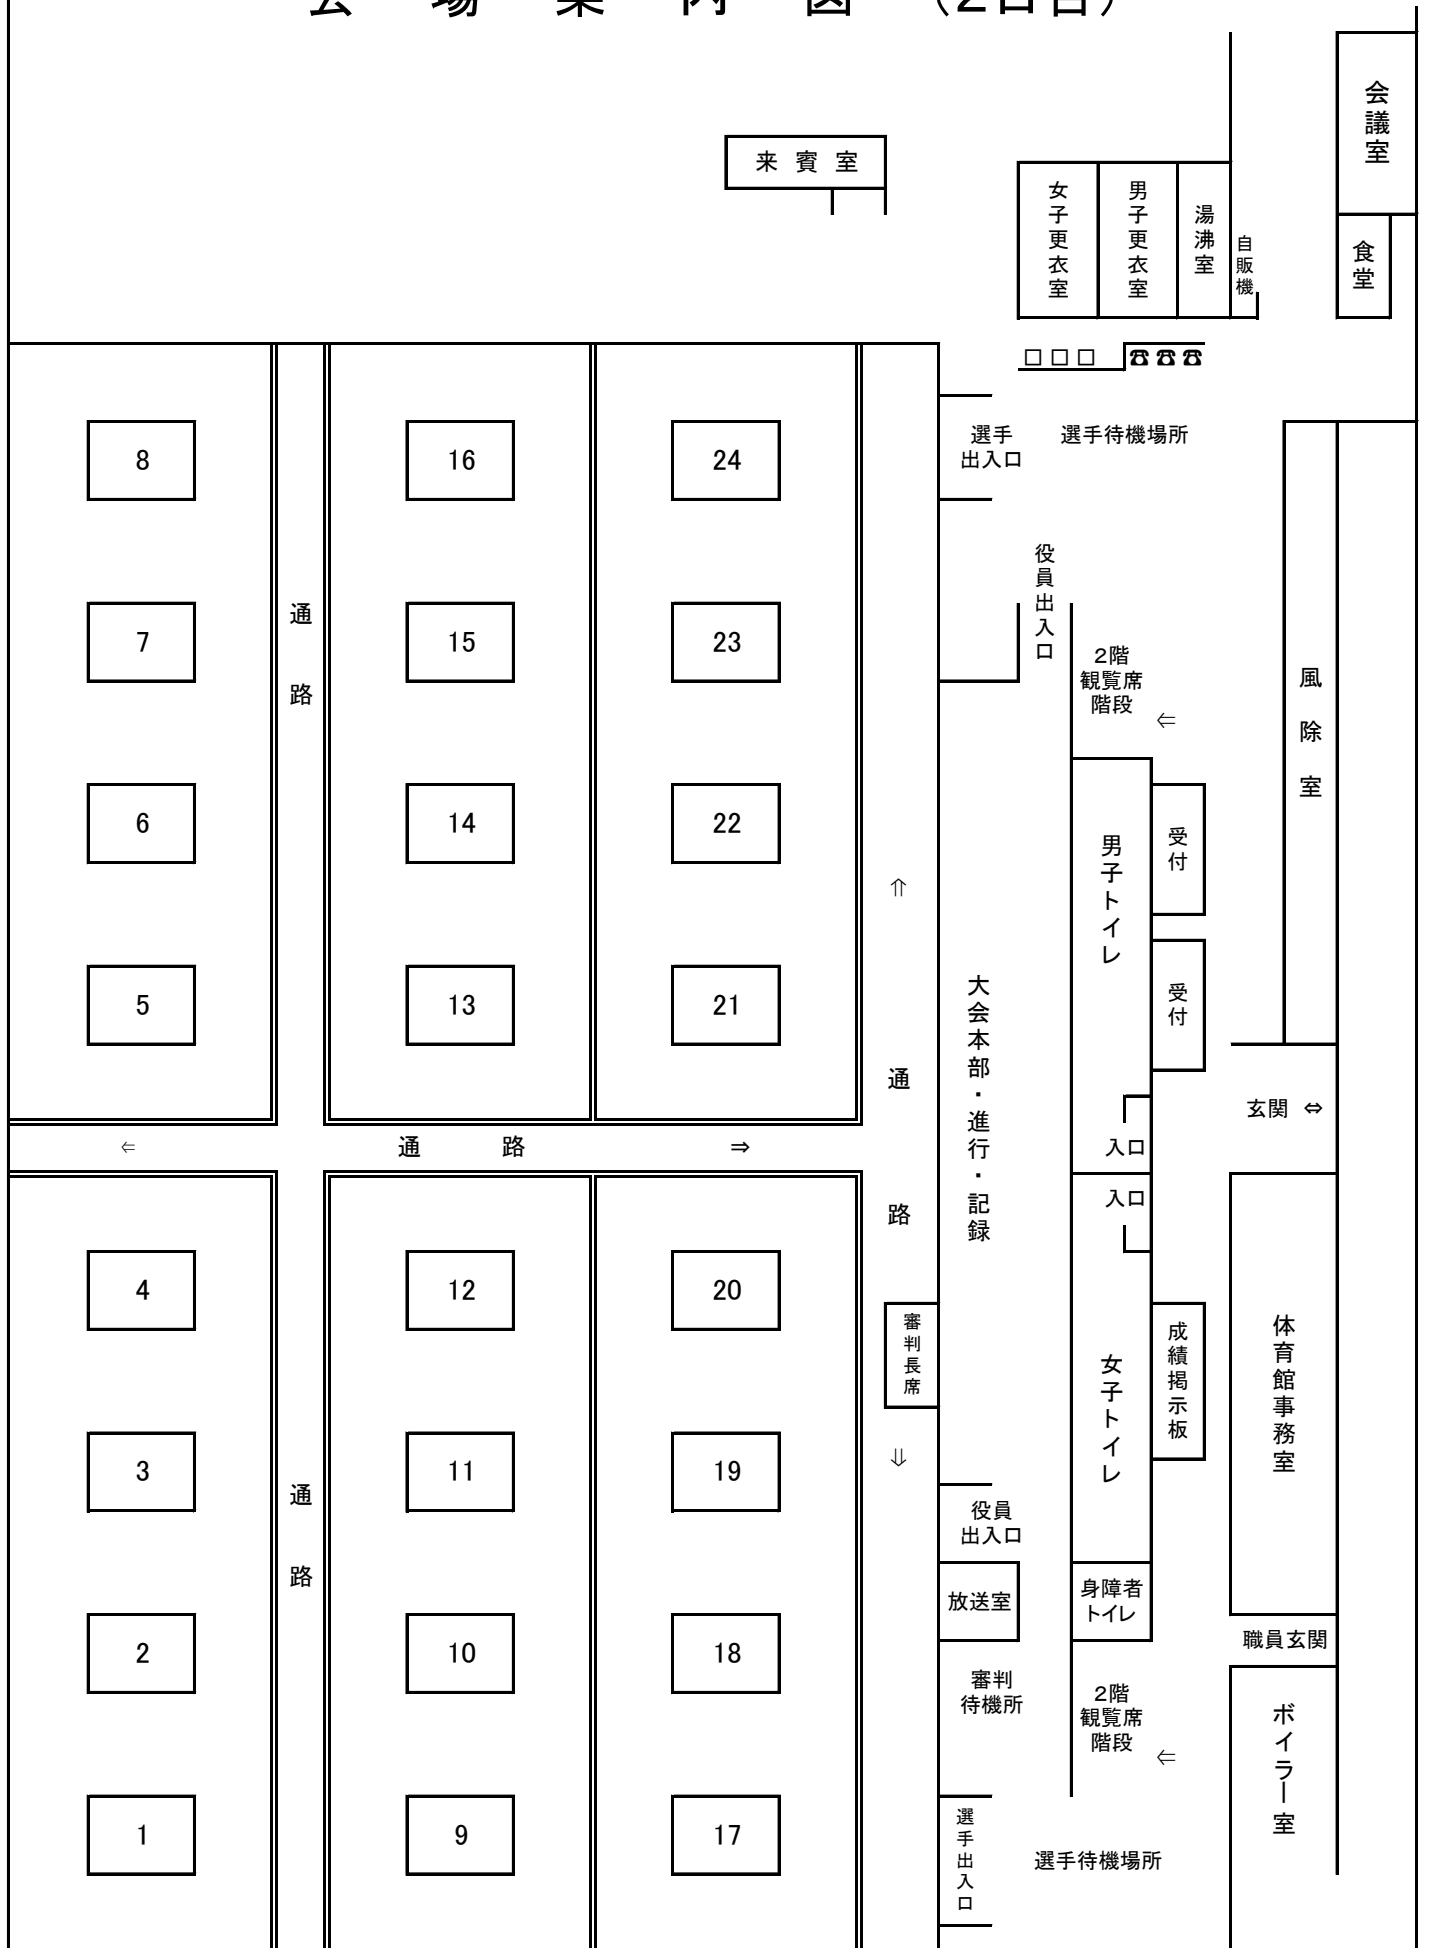 会場案内図（2日目）
会議室
来賓室
女子更衣室
男子更衣室
湯沸室
自販機
食堂
□□□ ☎☎☎
8
16
24
選手
出入口
選手待機場所
役員出入口
7
15
23
通路
2階
観覧席
階段
⇐
風除室
6
14
22
男子トイレ
受付
⇑
5
13
21
大会本部・進行・記録
受付
通路
玄関 ⇔
⇐ 通路 ⇒
入口
入口
4
12
20
審判長席
女子トイレ
成績掲示板
体育館事務室
3
11
19
⇓
通路
役員
出入口
2
10
18
放送室
身障者
トイレ
職員玄関
審判
待機所
2階
観覧席
階段
⇐
ボイラー室
1
9
17
選手出入口
選手待機場所